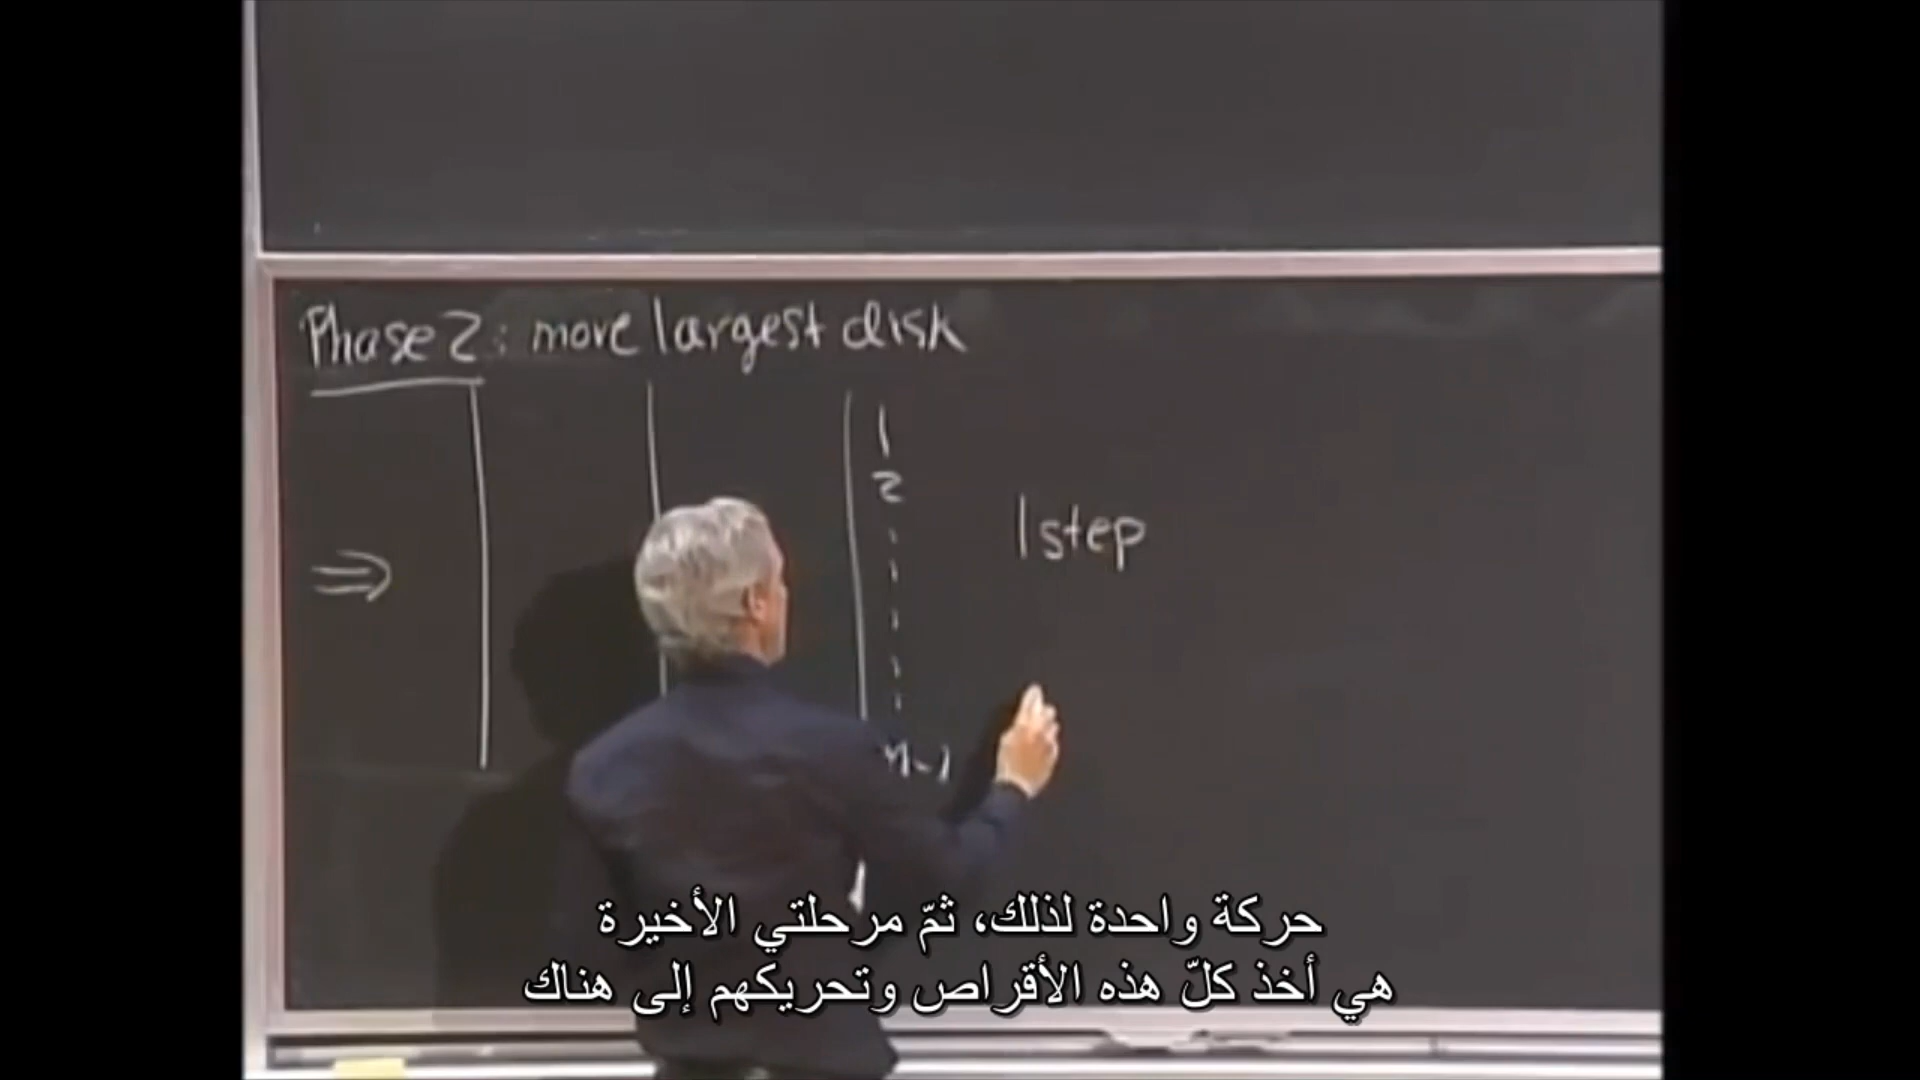 Phase 2: move largest disk
1
2
1 step
⇒
n-1
حركة واحدة لذلك، ثمّ مرحلتي الأخيرة
هي أخذ كلّ هذه الأقراص وتحريكهم إلى هناك